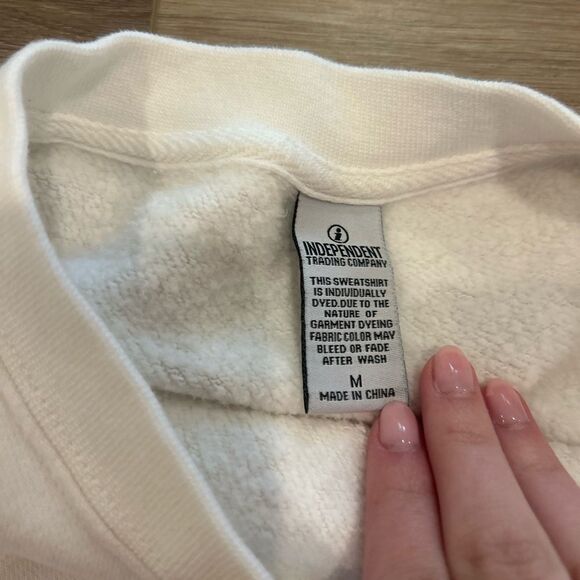 i
INDEPENDENT
TRADING COMPANY
THIS SWEATSHIRT
IS INDIVIDUALLY
DYED.DUE TO THE
NATURE OF
GARMENT DYEING
FABRIC COLOR MAY
BLEED OR FADE
AFTER WASH
M
MADE IN CHINA